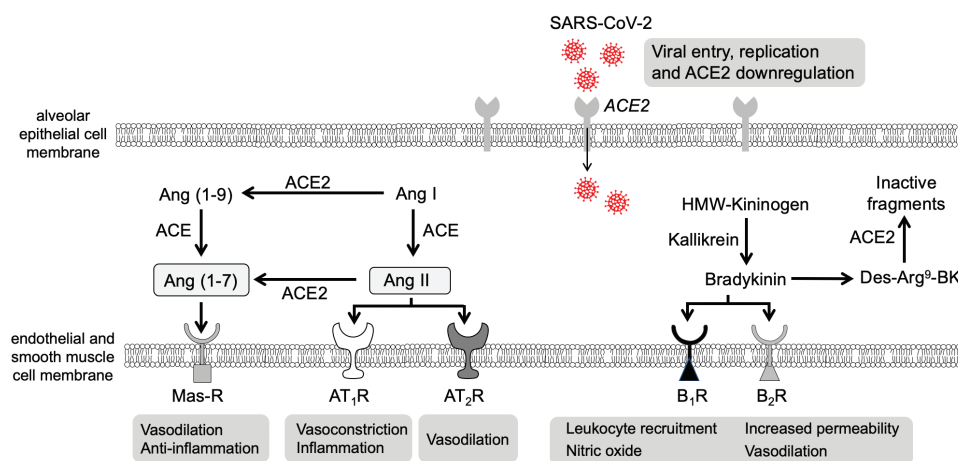 SARS-CoV-2
Viral entry, replication
and ACE2 downregulation
ACE2
alveolar
epithelial cell
membrane
Ang (1-9)
ACE2
Ang I
ACE
ACE
Ang (1-7)
ACE2
Ang II
HMW-Kininogen
Kallikrein
Bradykinin
Inactive
fragments
ACE2
Des-Arg⁹-BK
endothelial and
smooth muscle
cell membrane
Mas-R
AT₁R
AT₂R
B₁R
B₂R
Vasodilation
Anti-inflammation
Vasoconstriction
Inflammation
Vasodilation
Leukocyte recruitment
Nitric oxide
Increased permeability
Vasodilation